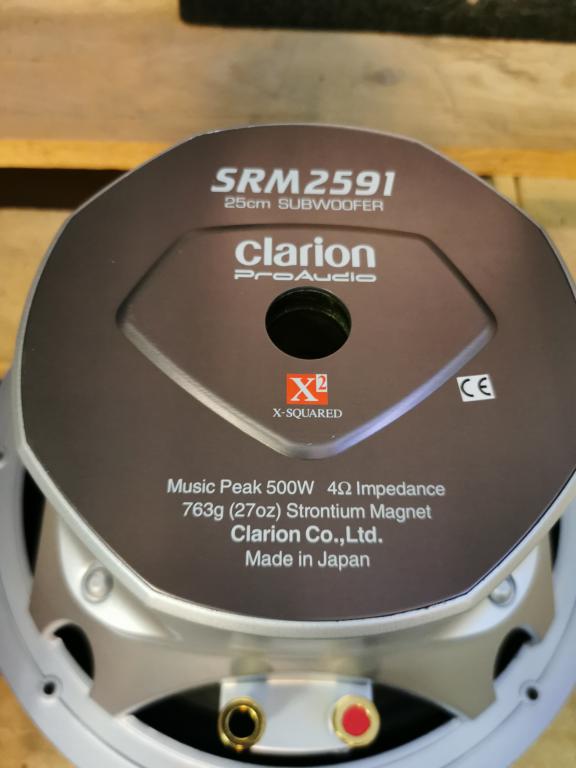 SRM2591
25cm SUBWOOFER
clarion
ProAudio
X²
X-SQUARED
CE
Music Peak 500W 4Ω Impedance
763g (27oz) Strontium Magnet
Clarion Co.,Ltd.
Made in Japan